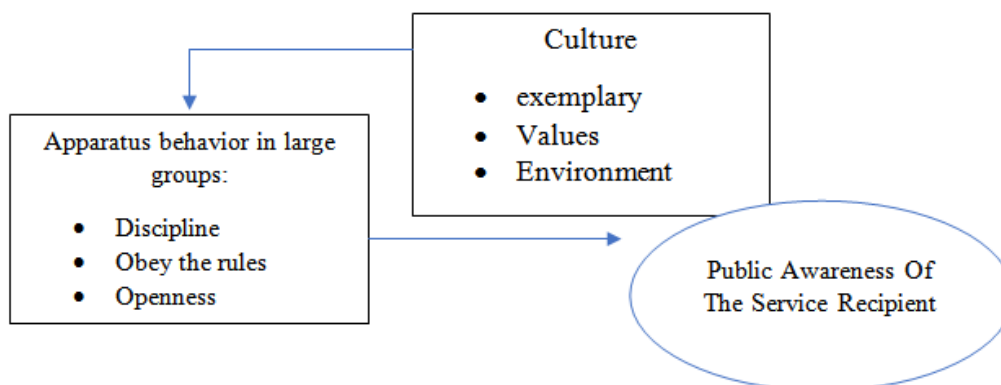 Culture
• exemplary
• Values
• Environment
Apparatus behavior in large
groups:
• Discipline
• Obey the rules
• Openness
Public Awareness Of
The Service Recipient